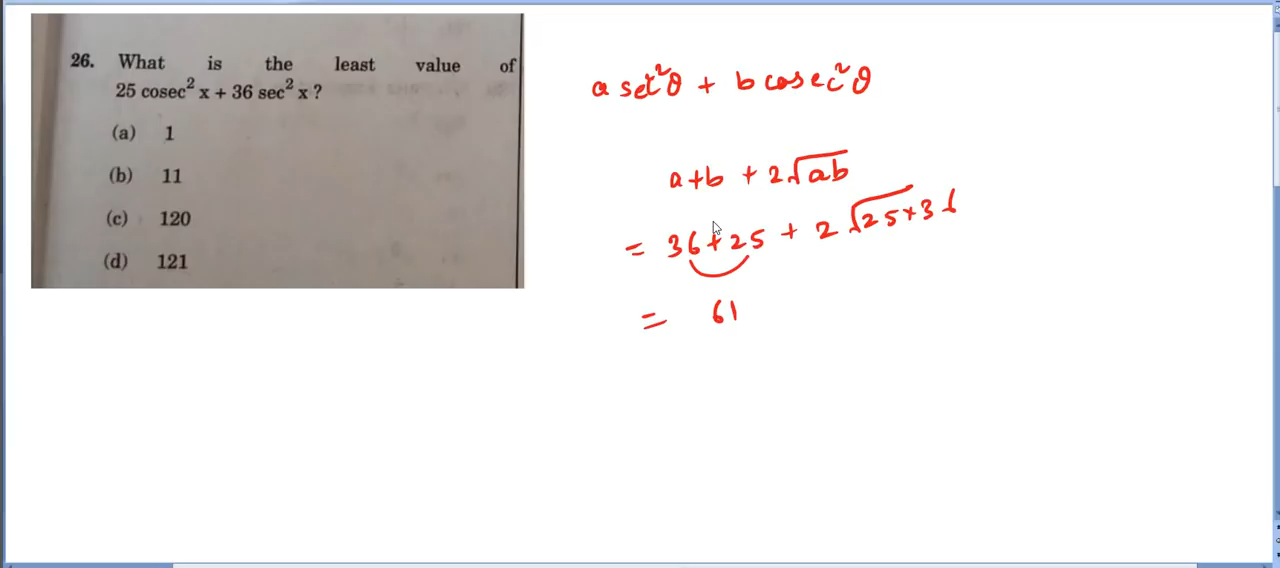 26. What is the least value of
25 cosec² x + 36 sec² x ?
(a) 1
(b) 11
(c) 120
(d) 121
a sec²θ + b cosec²θ
a+b + 2√ab
= 36+25 + 2 √25×36
= 61